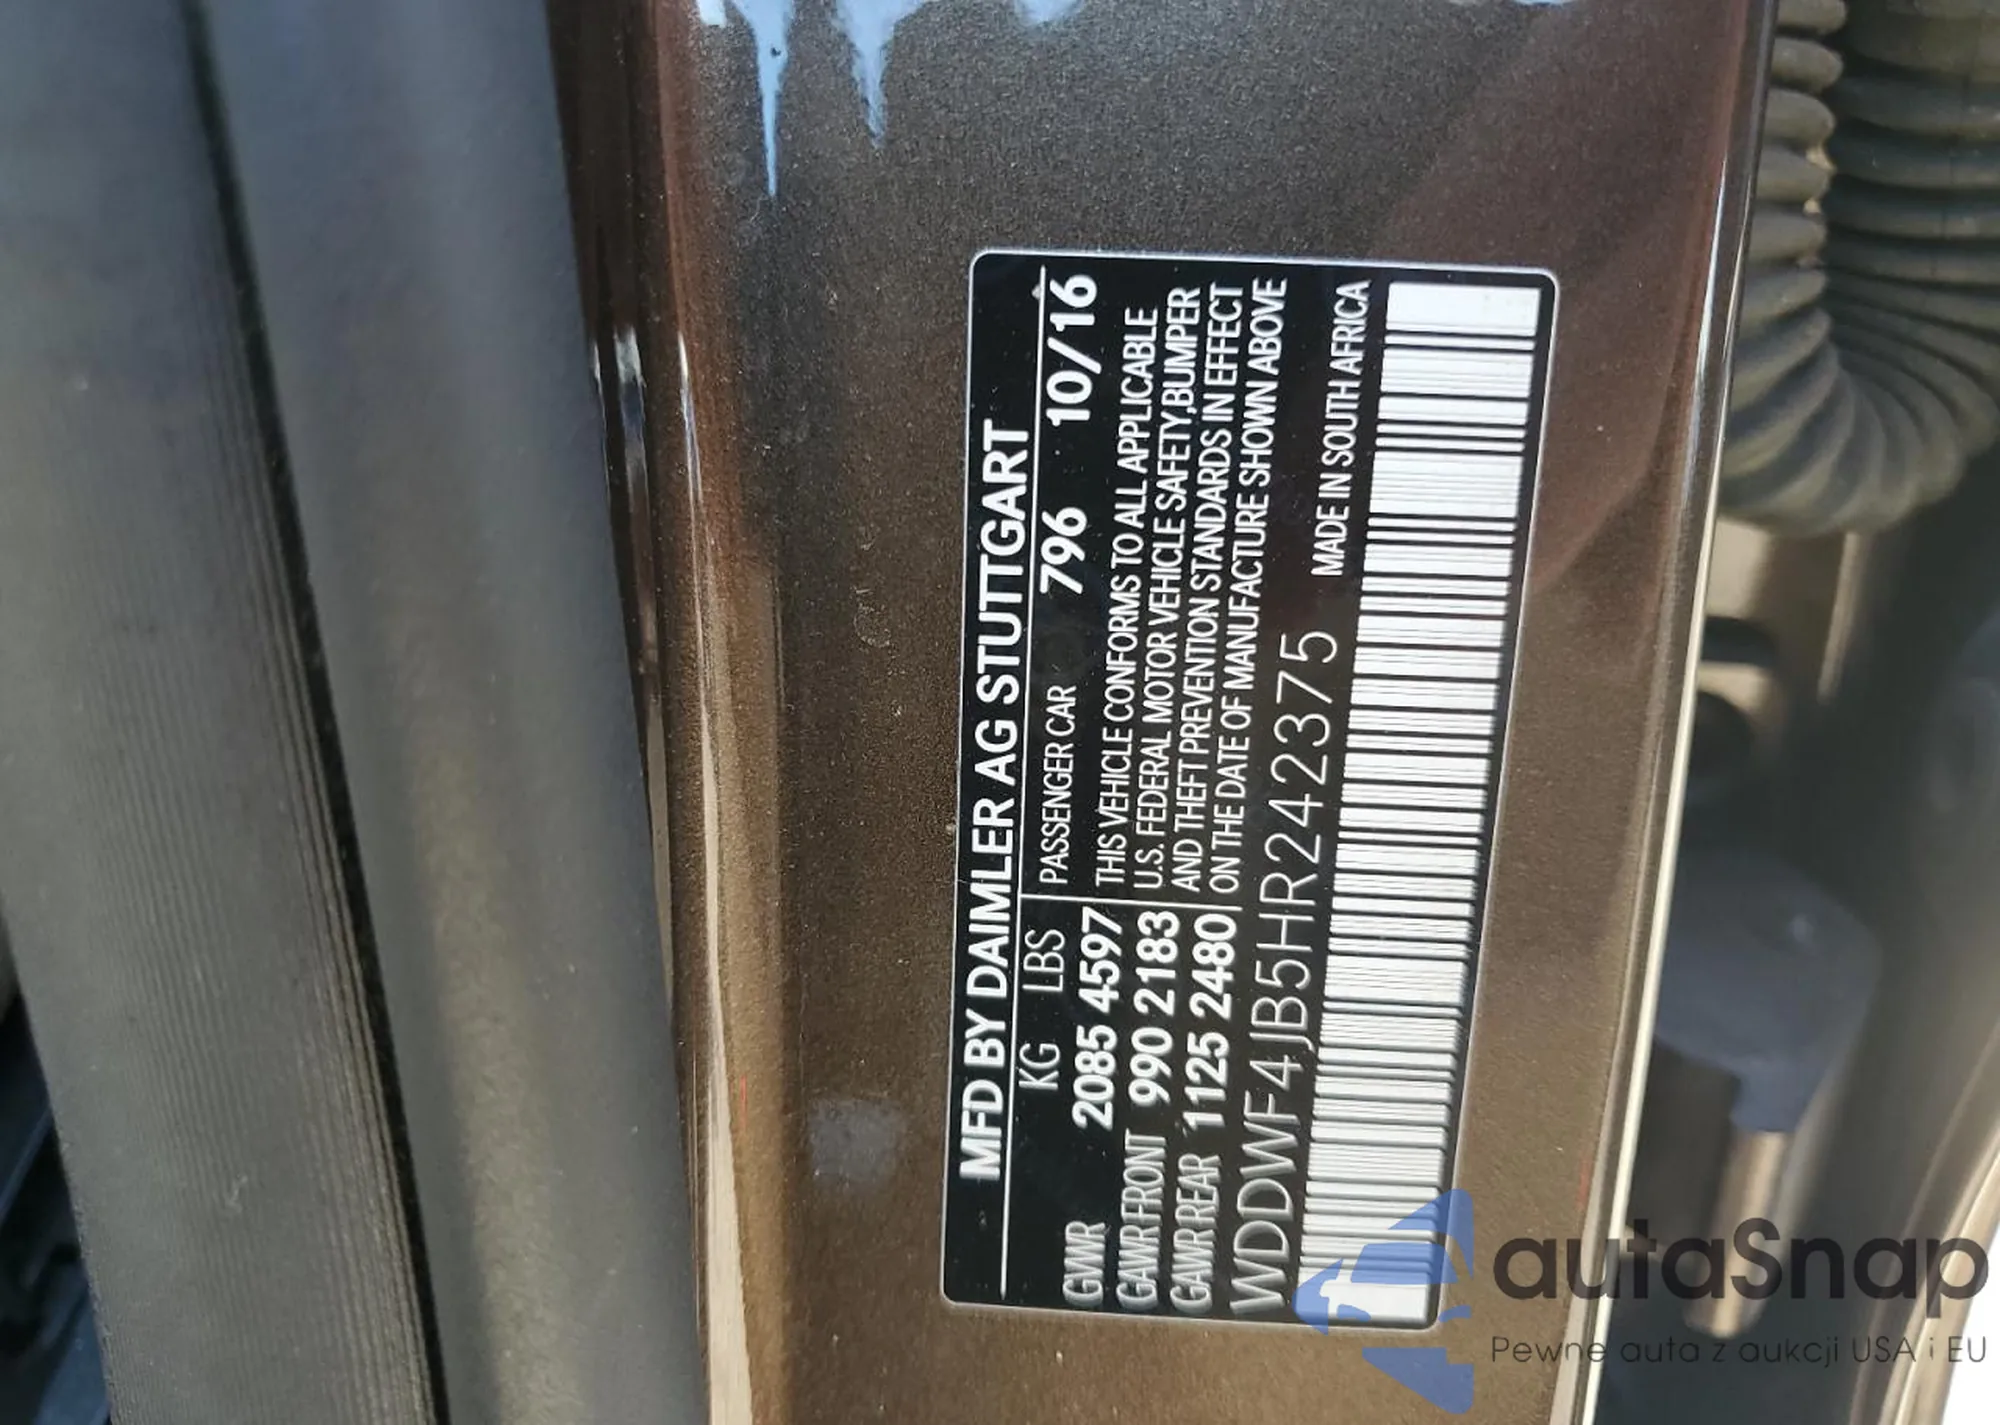 MFD BY DAIMLER AG STUTTGART
KG LBS PASSENGER CAR 796 10/16
GWR 2085 4597 THIS VEHICLE CONFORMS TO ALL APPLICABLE
GAWR FRONT 990 2183 U.S. FEDERAL MOTOR VEHICLE SAFETY,BUMPER
GAWR REAR 1125 2480 AND THEFT PREVENTION STANDARDS IN EFFECT
ON THE DATE OF MANUFACTURE SHOWN ABOVE
WDDWF4JB5HR242375 MADE IN SOUTH AFRICA
autaSnap
Pewne auta z aukcji USA i EU